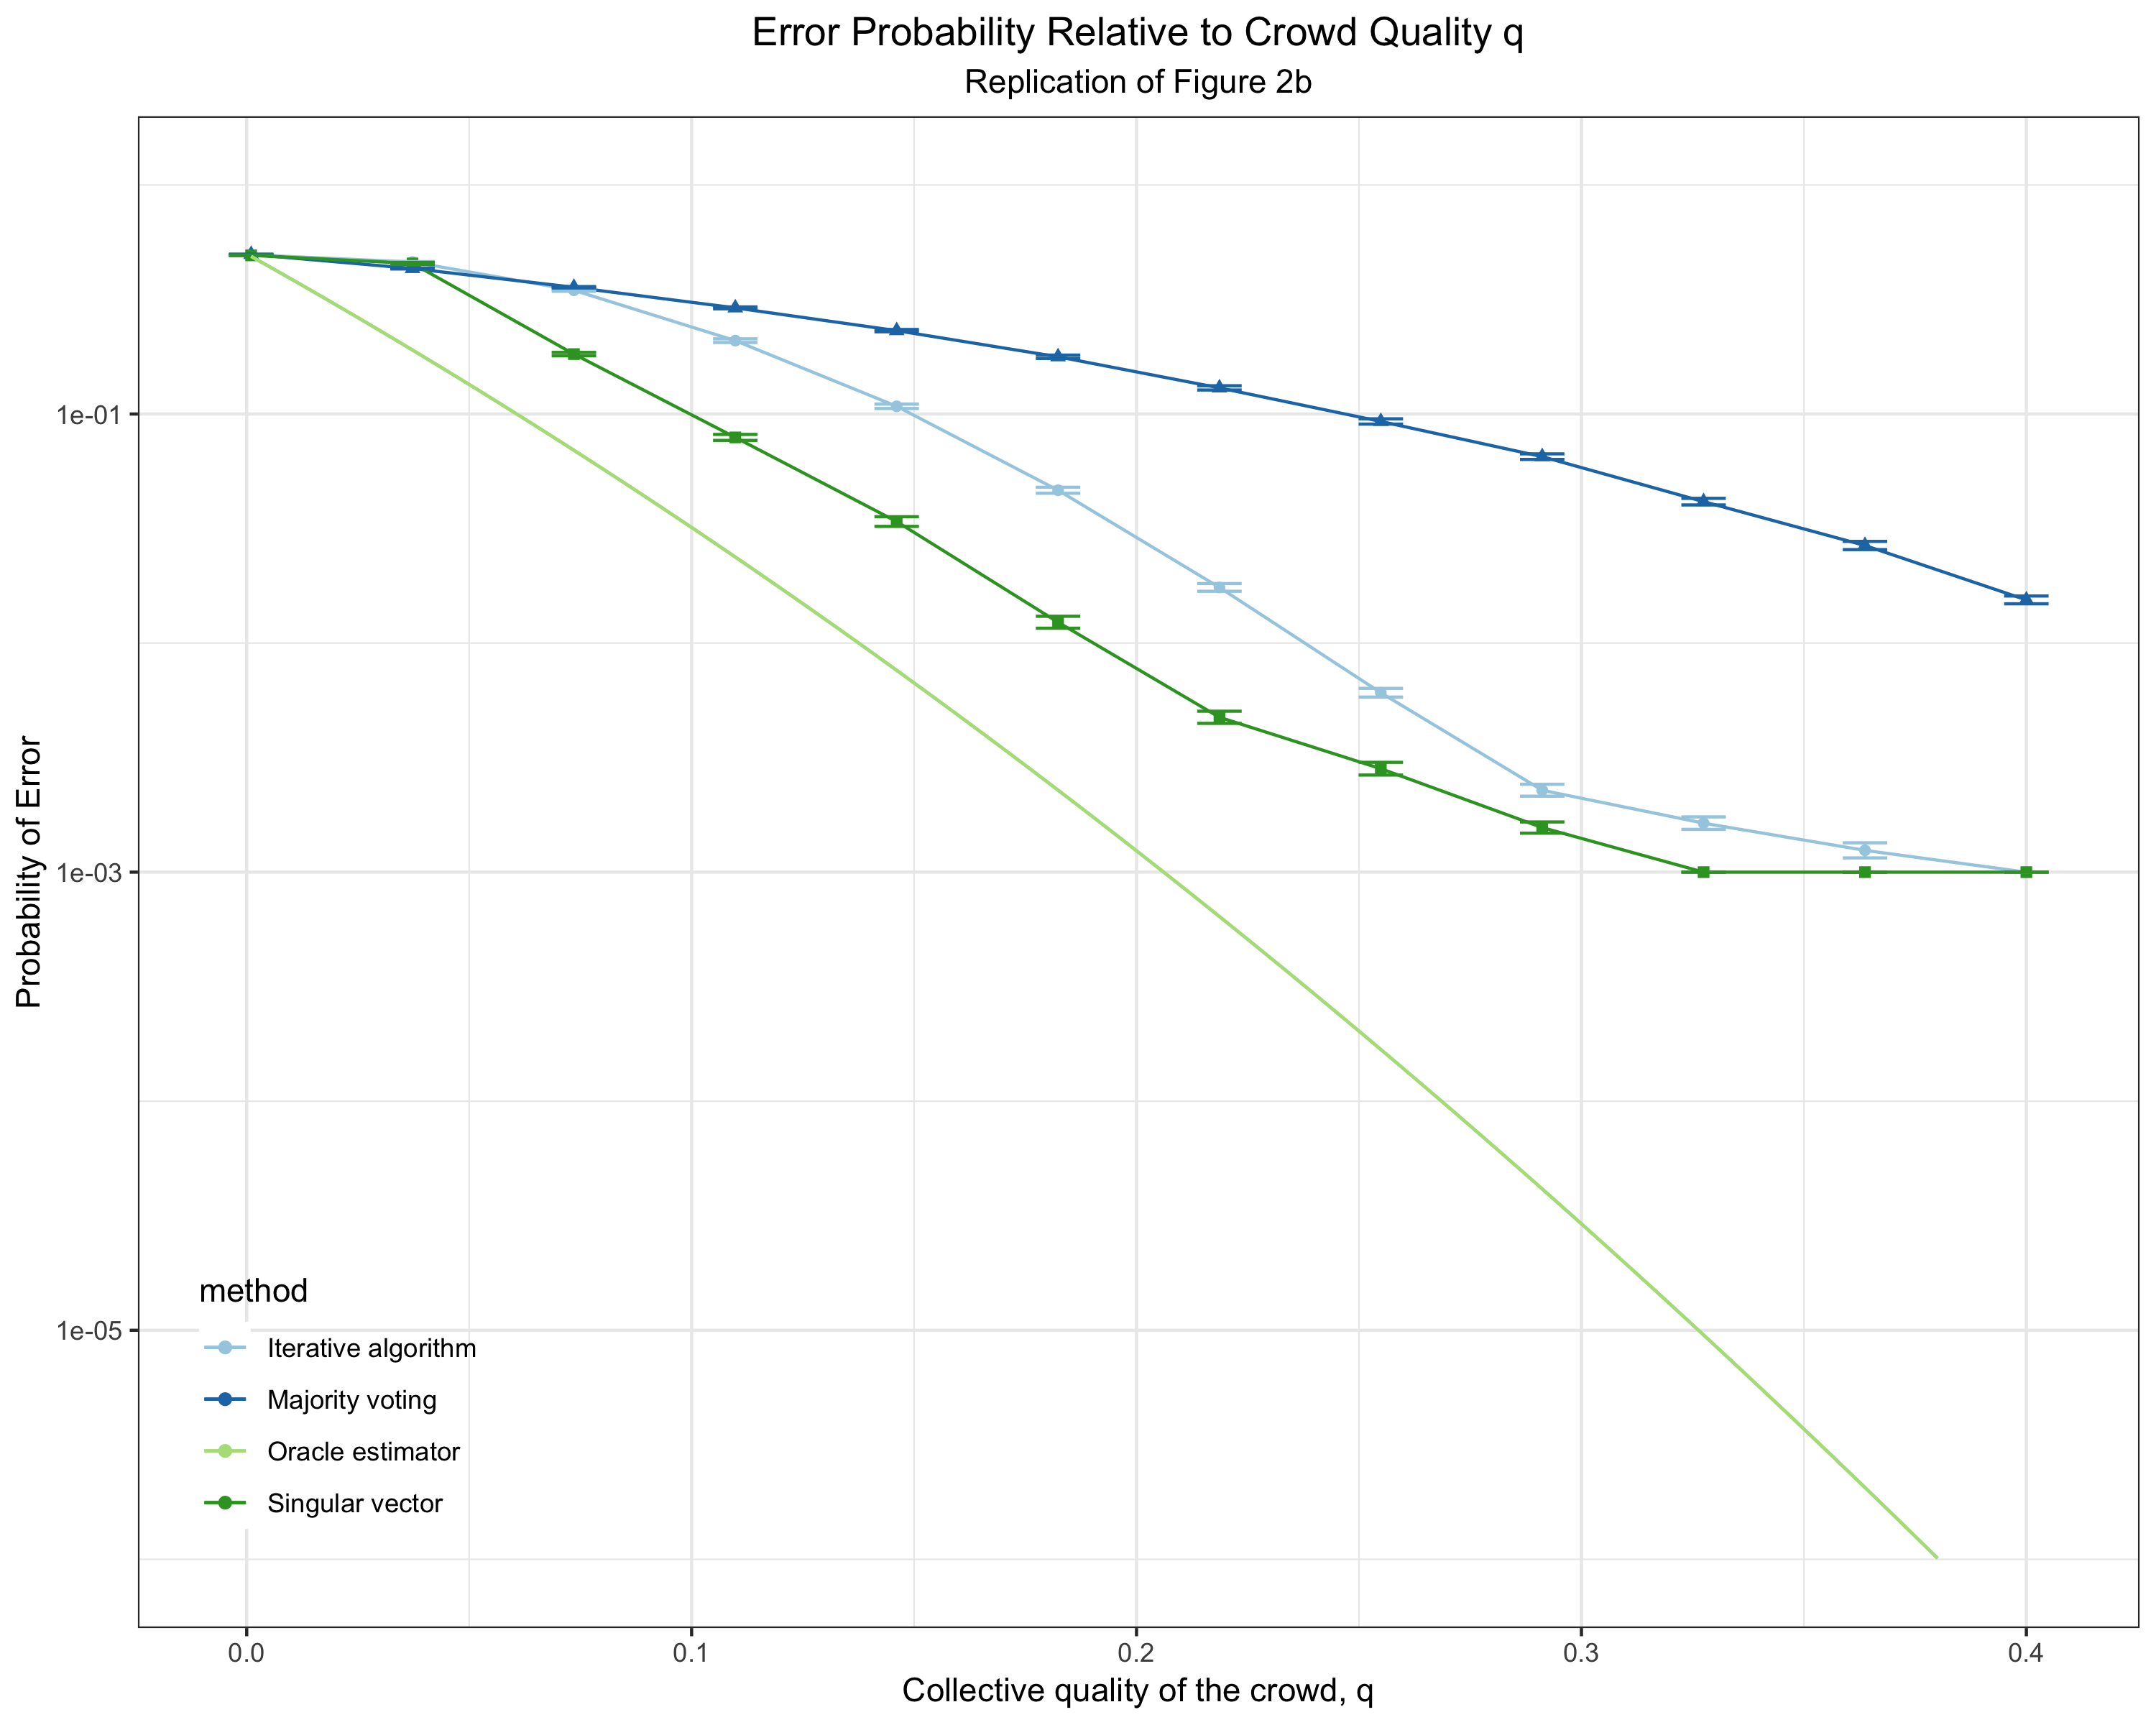 Error Probability Relative to Crowd Quality q
Replication of Figure 2b
Probability of Error
1e-01
1e-03
1e-05
method
Iterative algorithm
Majority voting
Oracle estimator
Singular vector
0.0 0.1 0.2 0.3 0.4
Collective quality of the crowd, q